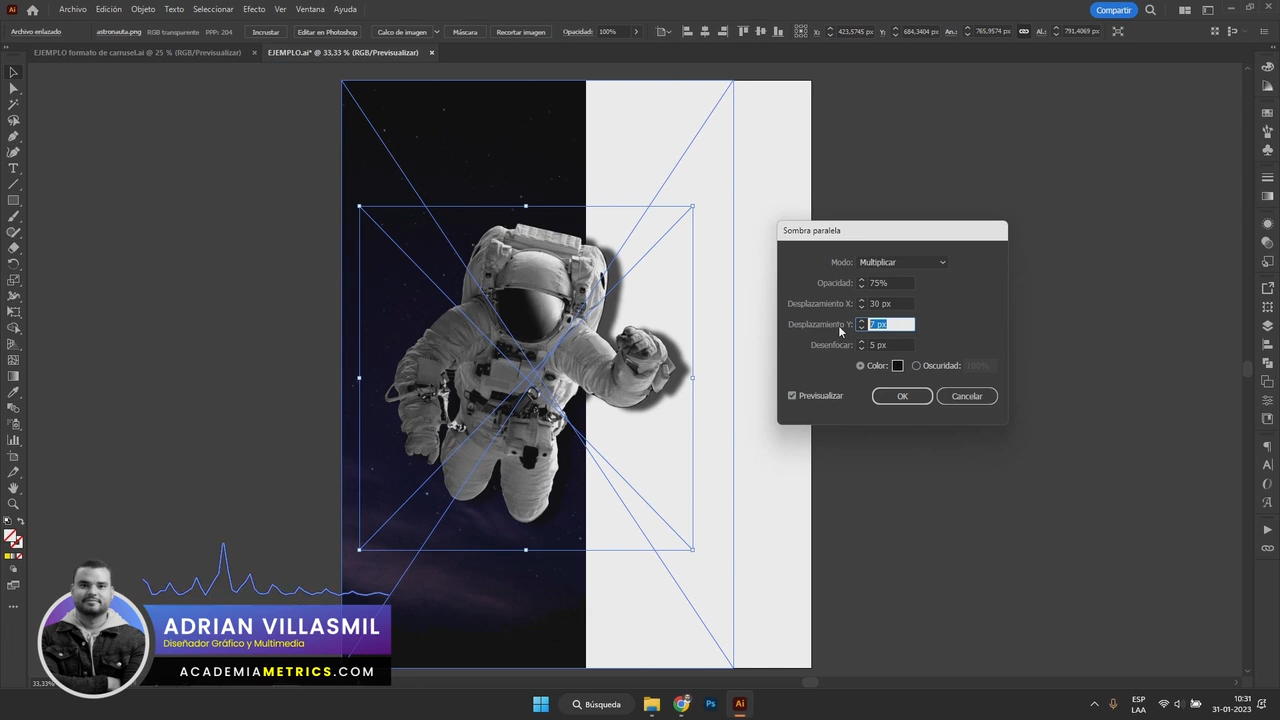 Ai
Archivo Edición Objeto Texto Seleccionar Efecto Ver Ventana Ayuda
Compartir
Archivo enlazado astronauta.png RGB transparente PPP: 204 Incrustar Editar en Photoshop Calco de imagen Máscara Recortar imagen Opacidad: 100% X: 423,5745 px Y: 684,3404 px An.: 765,9574 px Al.: 791,4069 px
EJEMPLO formato de carrusel.ai @ 25 % (RGB/Previsualizar) × EJEMPLO.ai* @ 33,33 % (RGB/Previsualizar) ×
Sombra paralela
Modo: Multiplicar
Opacidad: 75%
Desplazamiento X: 30 px
Desplazamiento Y: 7 px
Desenfocar: 5 px
Color: Oscuridad: 100%
Previsualizar OK Cancelar
ADRIAN VILLASMIL
Diseñador Gráfico y Multimedia
ACADEMIAMETRICS.COM
33,33%
Búsqueda
Ps
Ai
ESP
LAA
10:31
31-01-2023